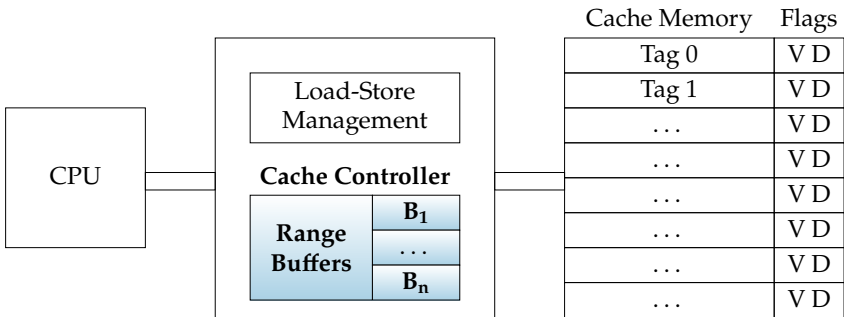 Cache Memory Flags
Tag 0 V D
Tag 1 V D
... V D
... V D
... V D
... V D
... V D
... V D
Load-Store
Management
CPU
Cache Controller
Range
Buffers
B1
...
Bn